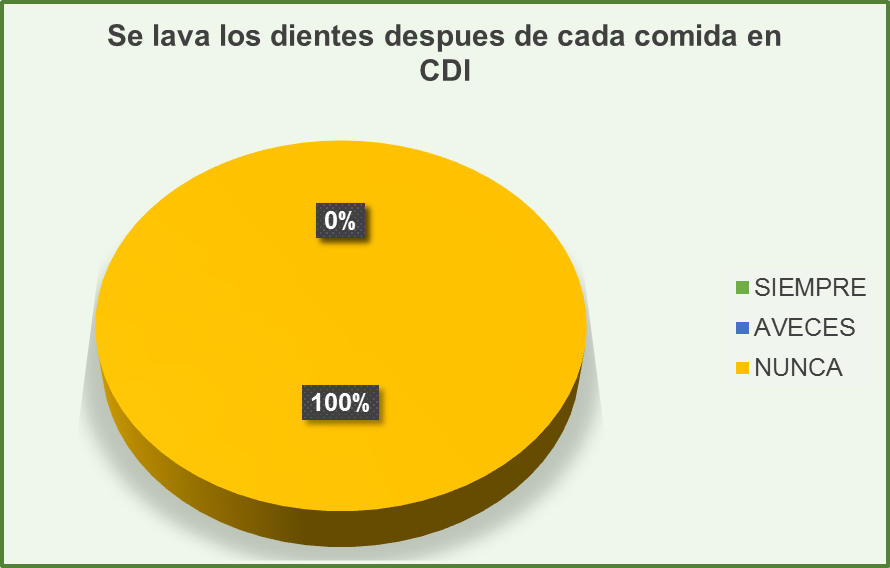 Se lava los dientes despues de cada comida en
CDI
0%
100%
SIEMPRE
AVECES
NUNCA